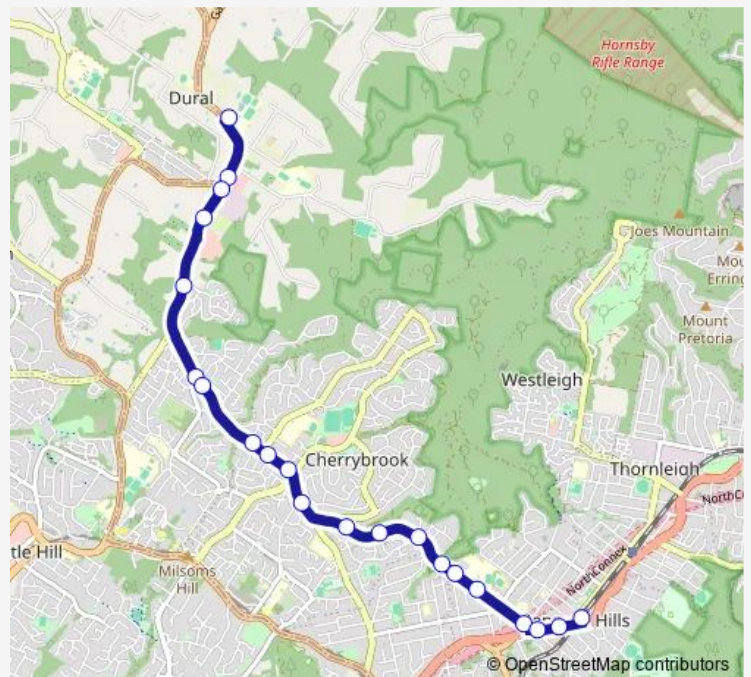 Hornsby
Rifle Range
Dural
Joes Mountain
Mount
Pretoria
Westleigh
Cherrybrook
Thornleigh
NorthCo
tle Hill
Milsoms
Hill
NorthConnex
Hills
© OpenStreetMap contributors